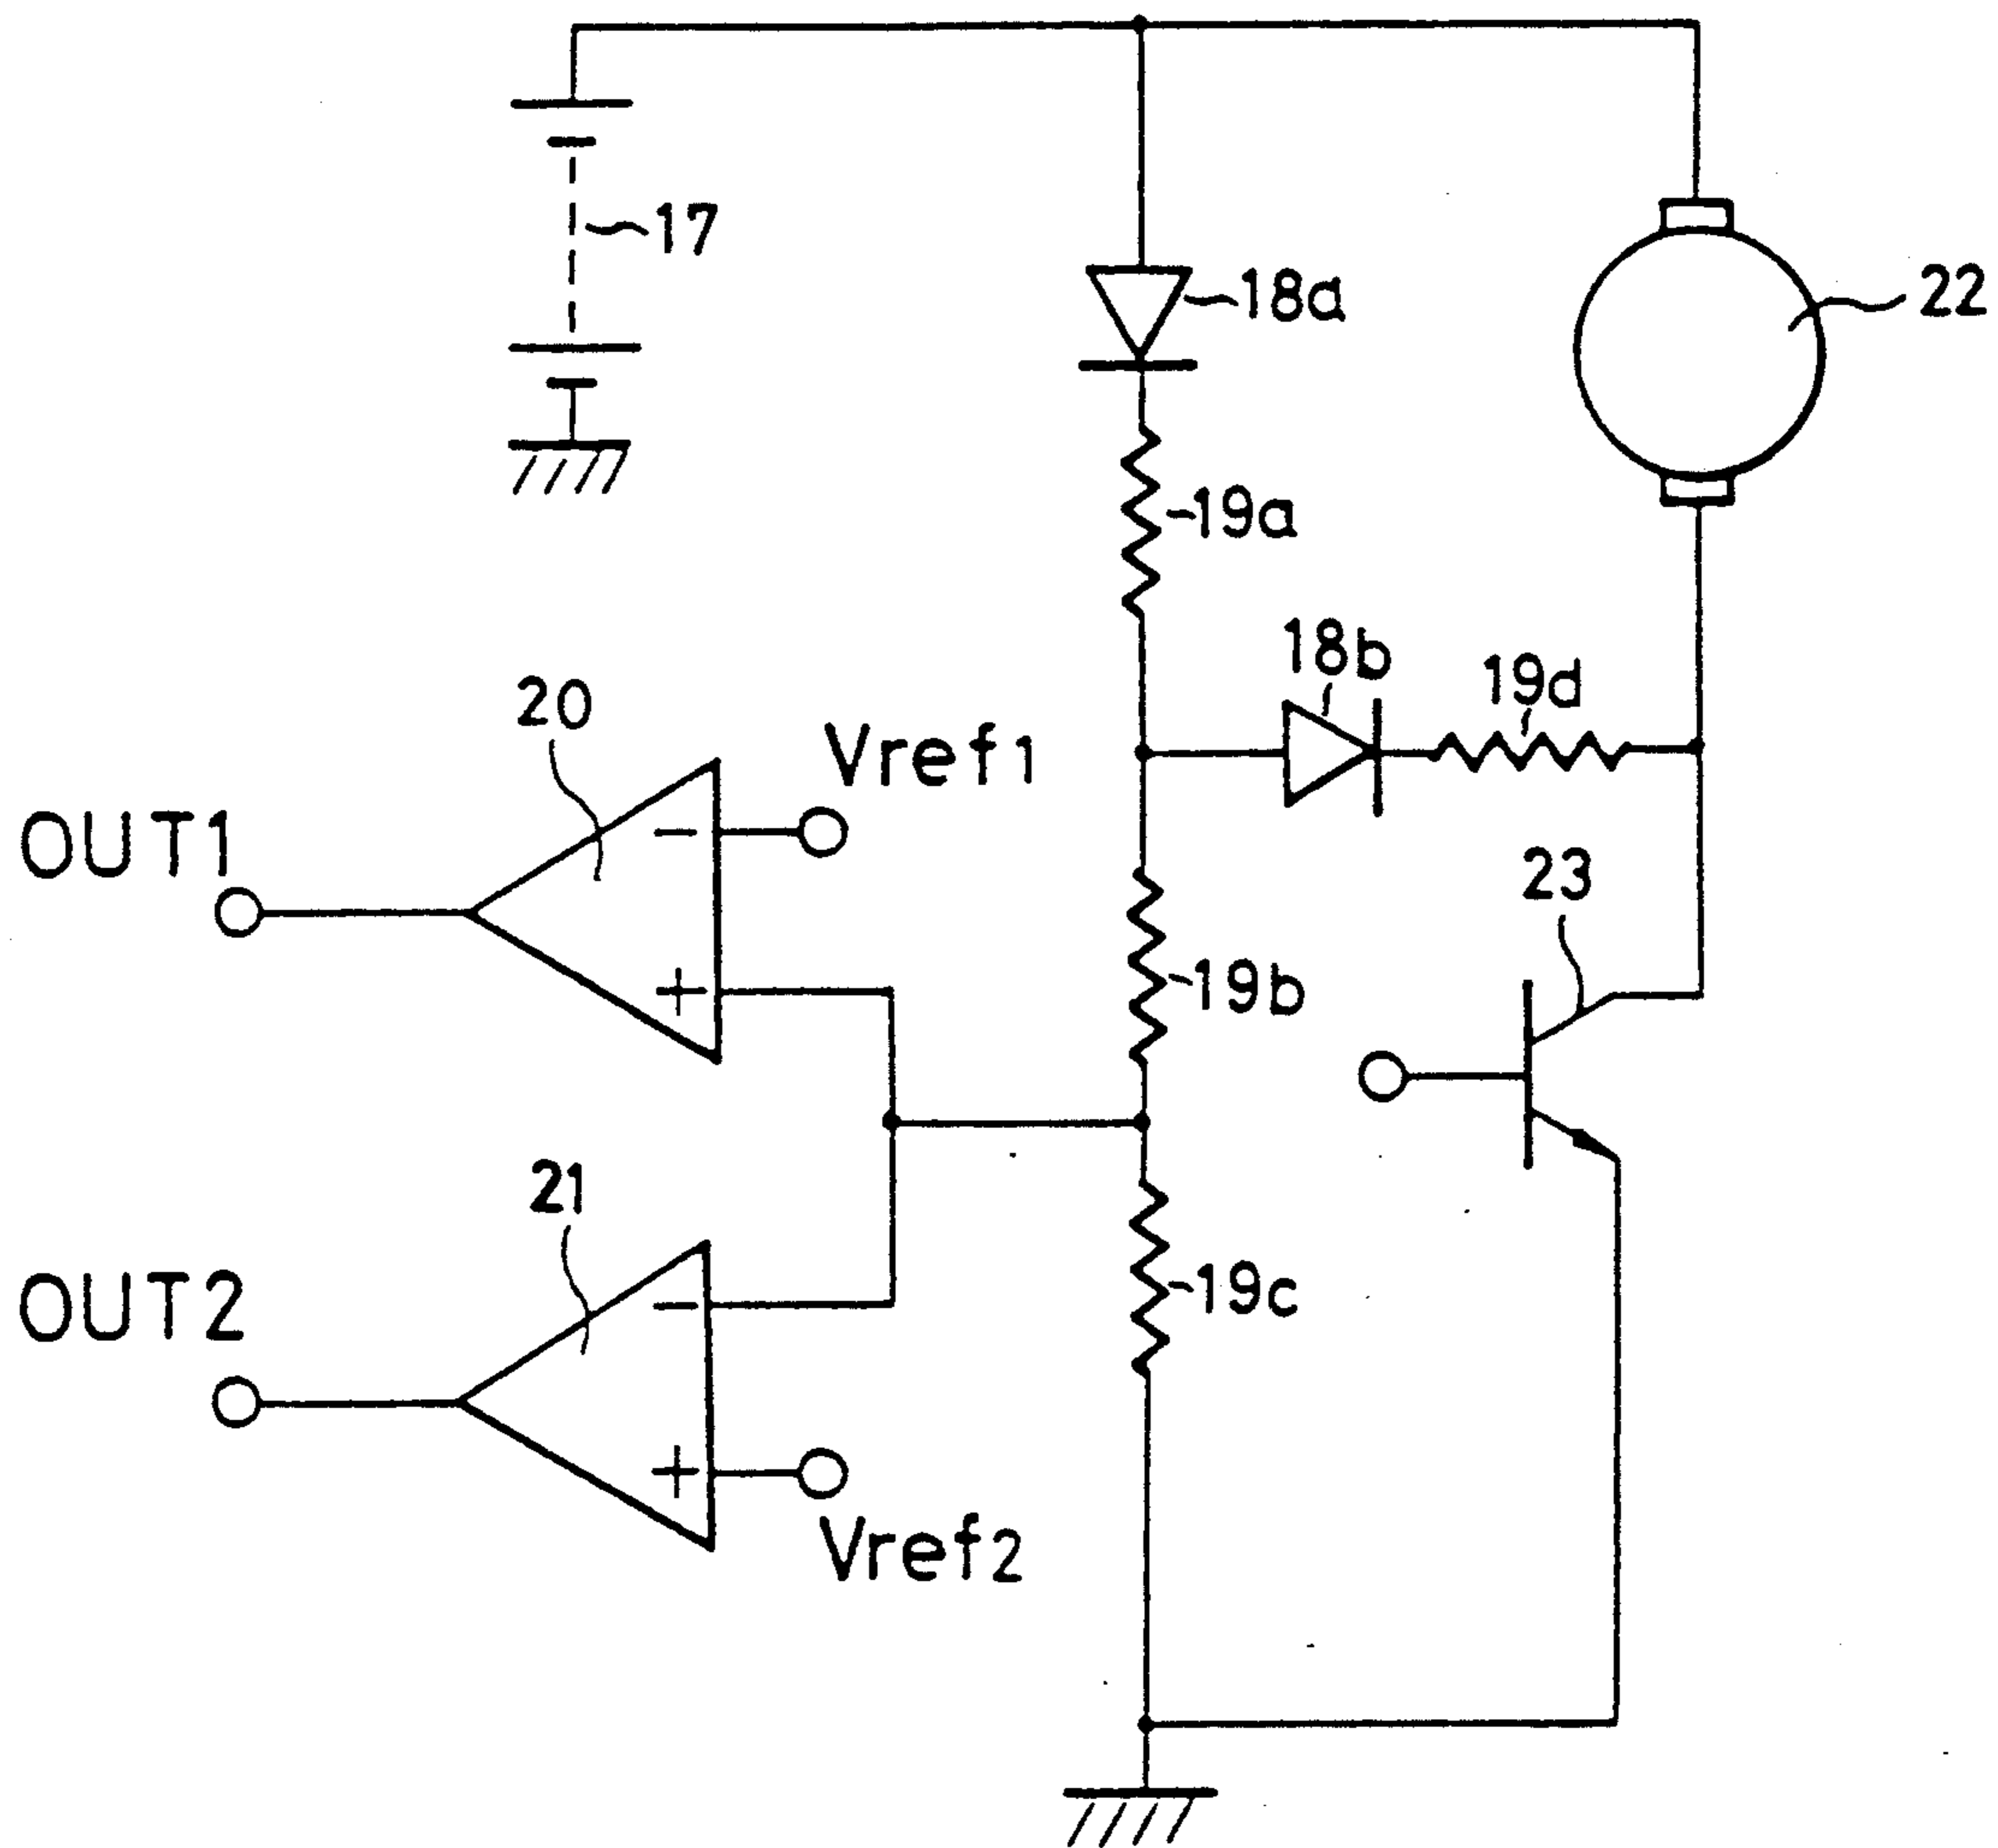 17
18a
22
19a
18b
19d
20
Vref1
OUT1
−
23
+
19b
21
OUT2
−
19c
+
Vref2